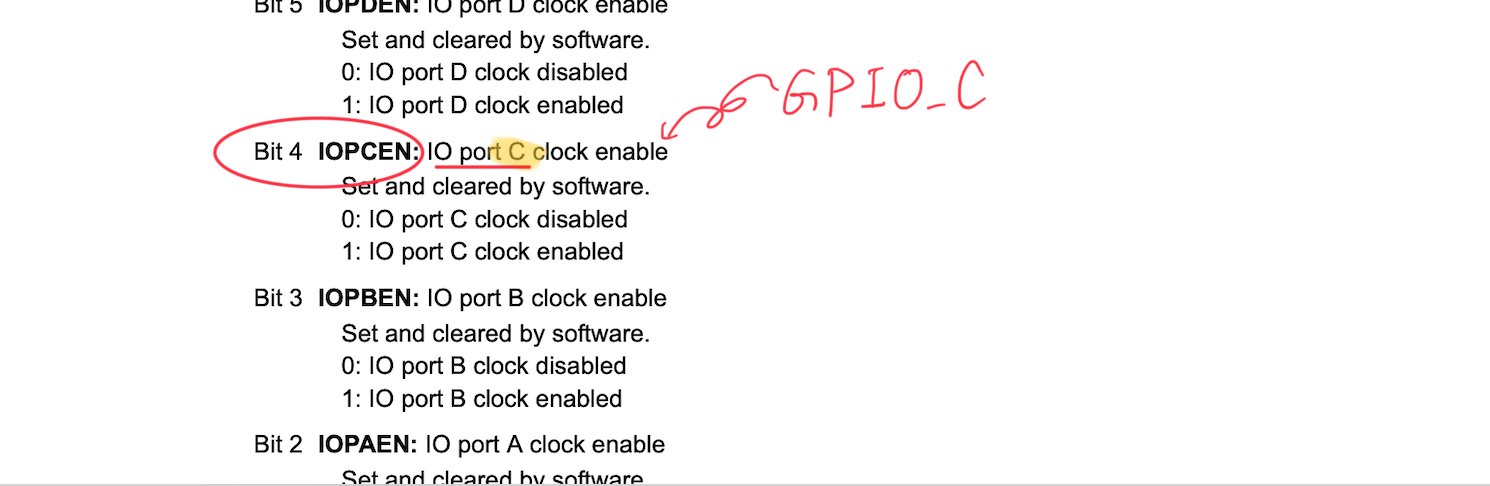 Bit 5 IOPDEN: IO port D clock enable
Set and cleared by software.
0: IO port D clock disabled
1: IO port D clock enabled
GPIO_C
Bit 4 IOPCEN: IO port C clock enable
Set and cleared by software.
0: IO port C clock disabled
1: IO port C clock enabled
Bit 3 IOPBEN: IO port B clock enable
Set and cleared by software.
0: IO port B clock disabled
1: IO port B clock enabled
Bit 2 IOPAEN: IO port A clock enable
Set and cleared by software.